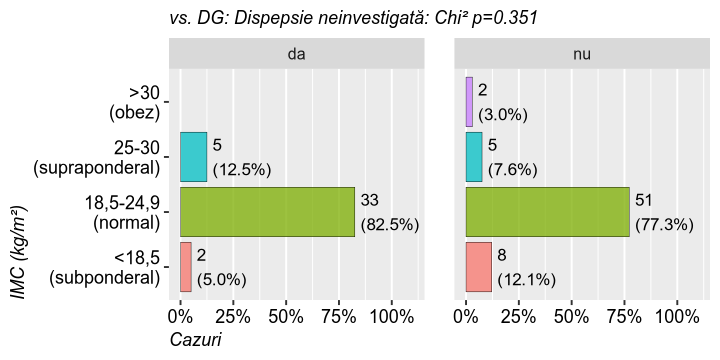 vs. DG: Dispepsie neinvestigată: Chi² p=0.351
da
nu
IMC (kg/m²)
>30
(obez)
25-30
(supraponderal)
18,5-24,9
(normal)
<18,5
(subponderal)
5
(12.5%)
33
(82.5%)
2
(5.0%)
2
(3.0%)
5
(7.6%)
51
(77.3%)
8
(12.1%)
0% 25% 50% 75% 100%
0% 25% 50% 75% 100%
Cazuri